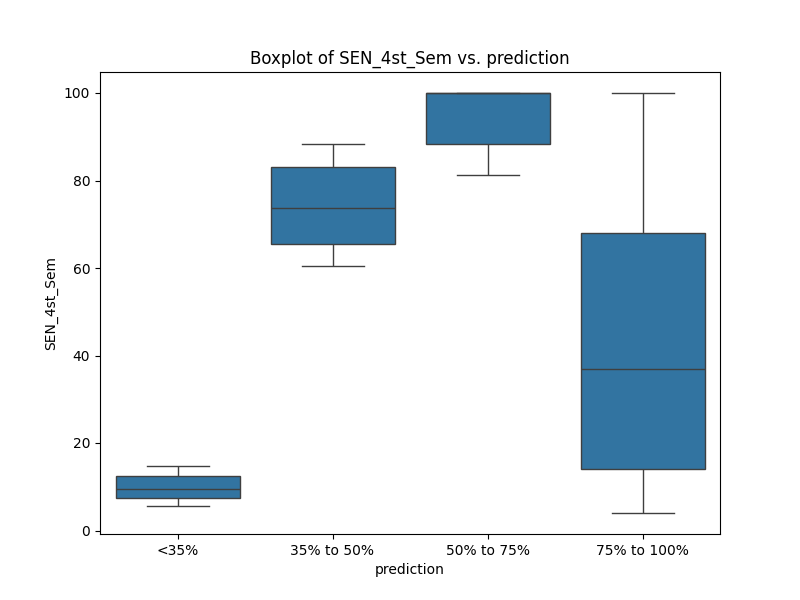 Boxplot of SEN_4st_Sem vs. prediction
SEN_4st_Sem
100
80
60
40
20
0
<35%
35% to 50%
50% to 75%
75% to 100%
prediction